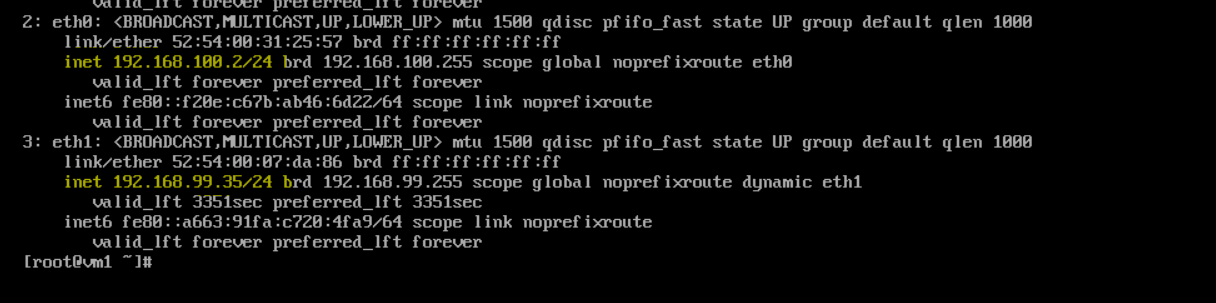 valid_lft forever preferred_lft forever
2: eth0: <BROADCAST,MULTICAST,UP,LOWER_UP> mtu 1500 qdisc pfifo_fast state UP group default qlen 1000
link/ether 52:54:00:31:25:57 brd ff:ff:ff:ff:ff:ff
inet 192.168.100.2/24 brd 192.168.100.255 scope global noprefixroute eth0
valid_lft forever preferred_lft forever
inet6 fe80::f20e:c67b:ab46:6d22/64 scope link noprefixroute
valid_lft forever preferred_lft forever
3: eth1: <BROADCAST,MULTICAST,UP,LOWER_UP> mtu 1500 qdisc pfifo_fast state UP group default qlen 1000
link/ether 52:54:00:07:da:86 brd ff:ff:ff:ff:ff:ff
inet 192.168.99.35/24 brd 192.168.99.255 scope global noprefixroute dynamic eth1
valid_lft 3351sec preferred_lft 3351sec
inet6 fe80::a663:91fa:c720:4fa9/64 scope link noprefixroute
valid_lft forever preferred_lft forever
[root@vm1 ~]#